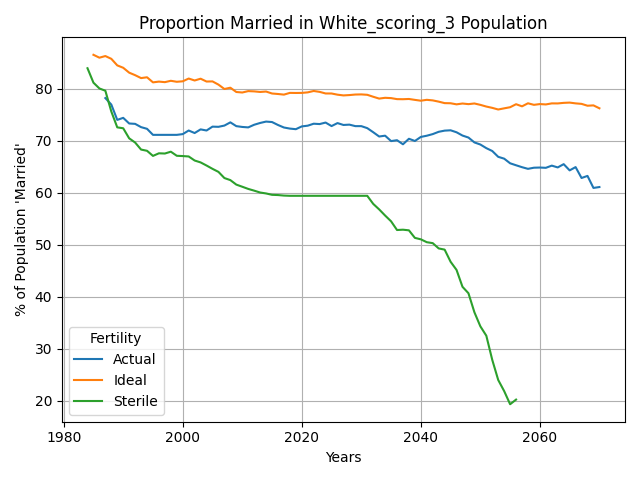 Proportion Married in White_scoring_3 Population
% of Population 'Married'
80
70
60
50
40
30
20
Fertility
Actual
Ideal
Sterile
1980
2000
2020
2040
2060
Years